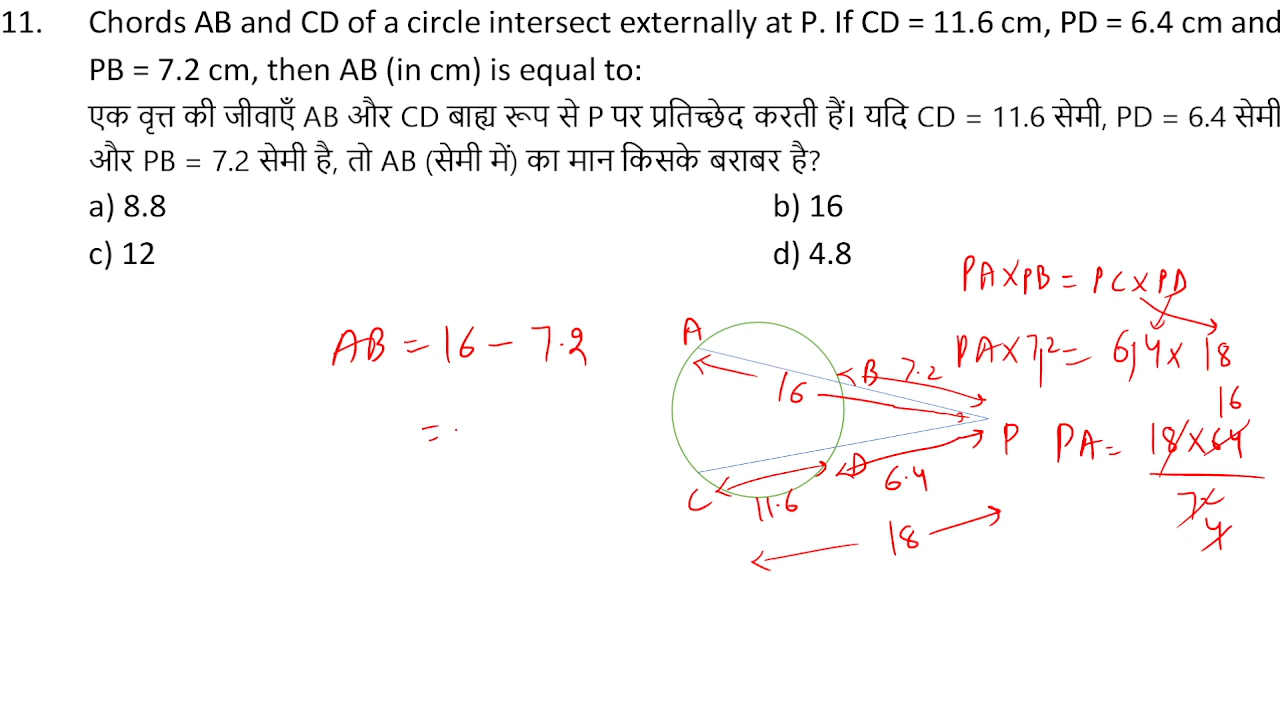 11. Chords AB and CD of a circle intersect externally at P. If CD = 11.6 cm, PD = 6.4 cm and
PB = 7.2 cm, then AB (in cm) is equal to:
एक वृत्त की जीवाएँ AB और CD बाह्य रूप से P पर प्रतिच्छेद करती हैं। यदि CD = 11.6 सेमी, PD = 6.4 सेमी
और PB = 7.2 सेमी है, तो AB (सेमी में) का मान किसके बराबर है?
a) 8.8 b) 16
c) 12 d) 4.8
PA×PB = PC×PD
AB = 16 - 7.2
=
A
B 7.2
16
P
D
6.4
C
11.6
18
PA×7.2 = 6.4×18
16
PA = 18×64
72
4